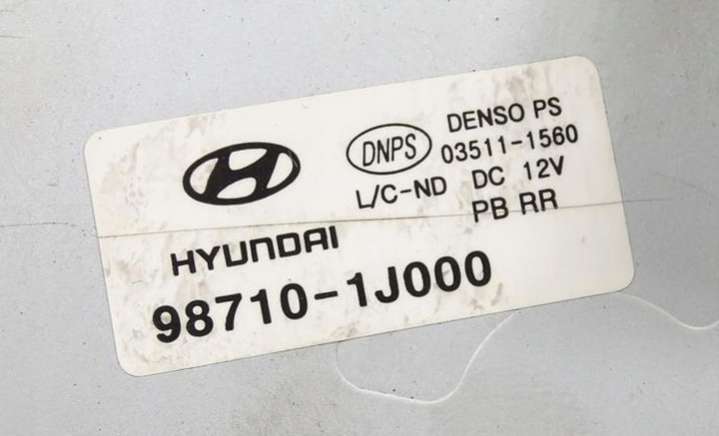 DNPS
DENSO PS
03511-1560
L/C-ND DC 12V
PB RR
HYUNDAI
98710-1J000